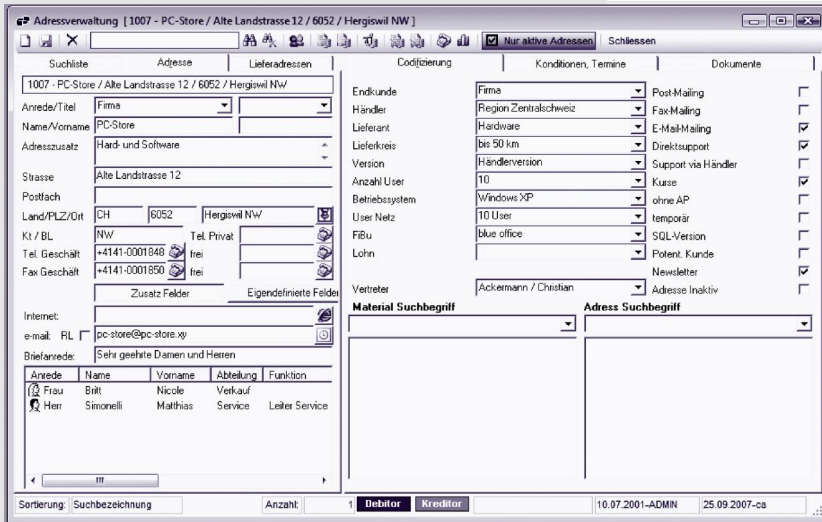 Adressverwaltung [1007 - PC-Store / Alte Landstrasse 12 / 6052 / Hergiswil NW ]
Nur aktive Adressen Schliessen
Suchliste Adresse Lieferadressen
1007 - PC-Store / Alte Landstrasse 12 / 6052 / Hergiswil NW
Anrede/Titel Firma
Name/Vorname PC-Store
Adresszusatz Hard- und Software
Strasse Alte Landstrasse 12
Postfach
Land/PLZ/Ort CH 6052 Hergiswil NW
Kt / BL NW Tel. Privat
Tel. Geschäft +4141-0001848 frei
Fax Geschäft +4141-0001850 frei
Zusatz Felder Eigendefinierte Felder
Internet:
e-mail: RL pc-store@pc-store.xy
Briefanrede: Sehr geehrte Damen und Herren
Anrede Name Vorname Abteilung Funktion
Frau Britt Nicole Verkauf
Herr Simonelli Matthias Service Leiter Service
Codifizierung Konditionen, Termine Dokumente
Endkunde Firma Post-Mailing
Händler Region Zentralschweiz Fax-Mailing
Lieferant Hardware E-Mail-Mailing
Lieferkreis bis 50 km Direktsupport
Version Händlerversion Support via Händler
Anzahl User 10 Kurse
Betriebssystem Windows XP ohne AP
User Netz 10 User temporär
FiBu blue office SQL-Version
Lohn Potent. Kunde
Newsletter
Vertreter Ackermann / Christian Adresse Inaktiv
Material Suchbegriff Adress Suchbegriff
Sortierung: Suchbezeichnung Anzahl: 1 Debitor Kreditor 10.07.2001-ADMIN 25.09.2007-ca